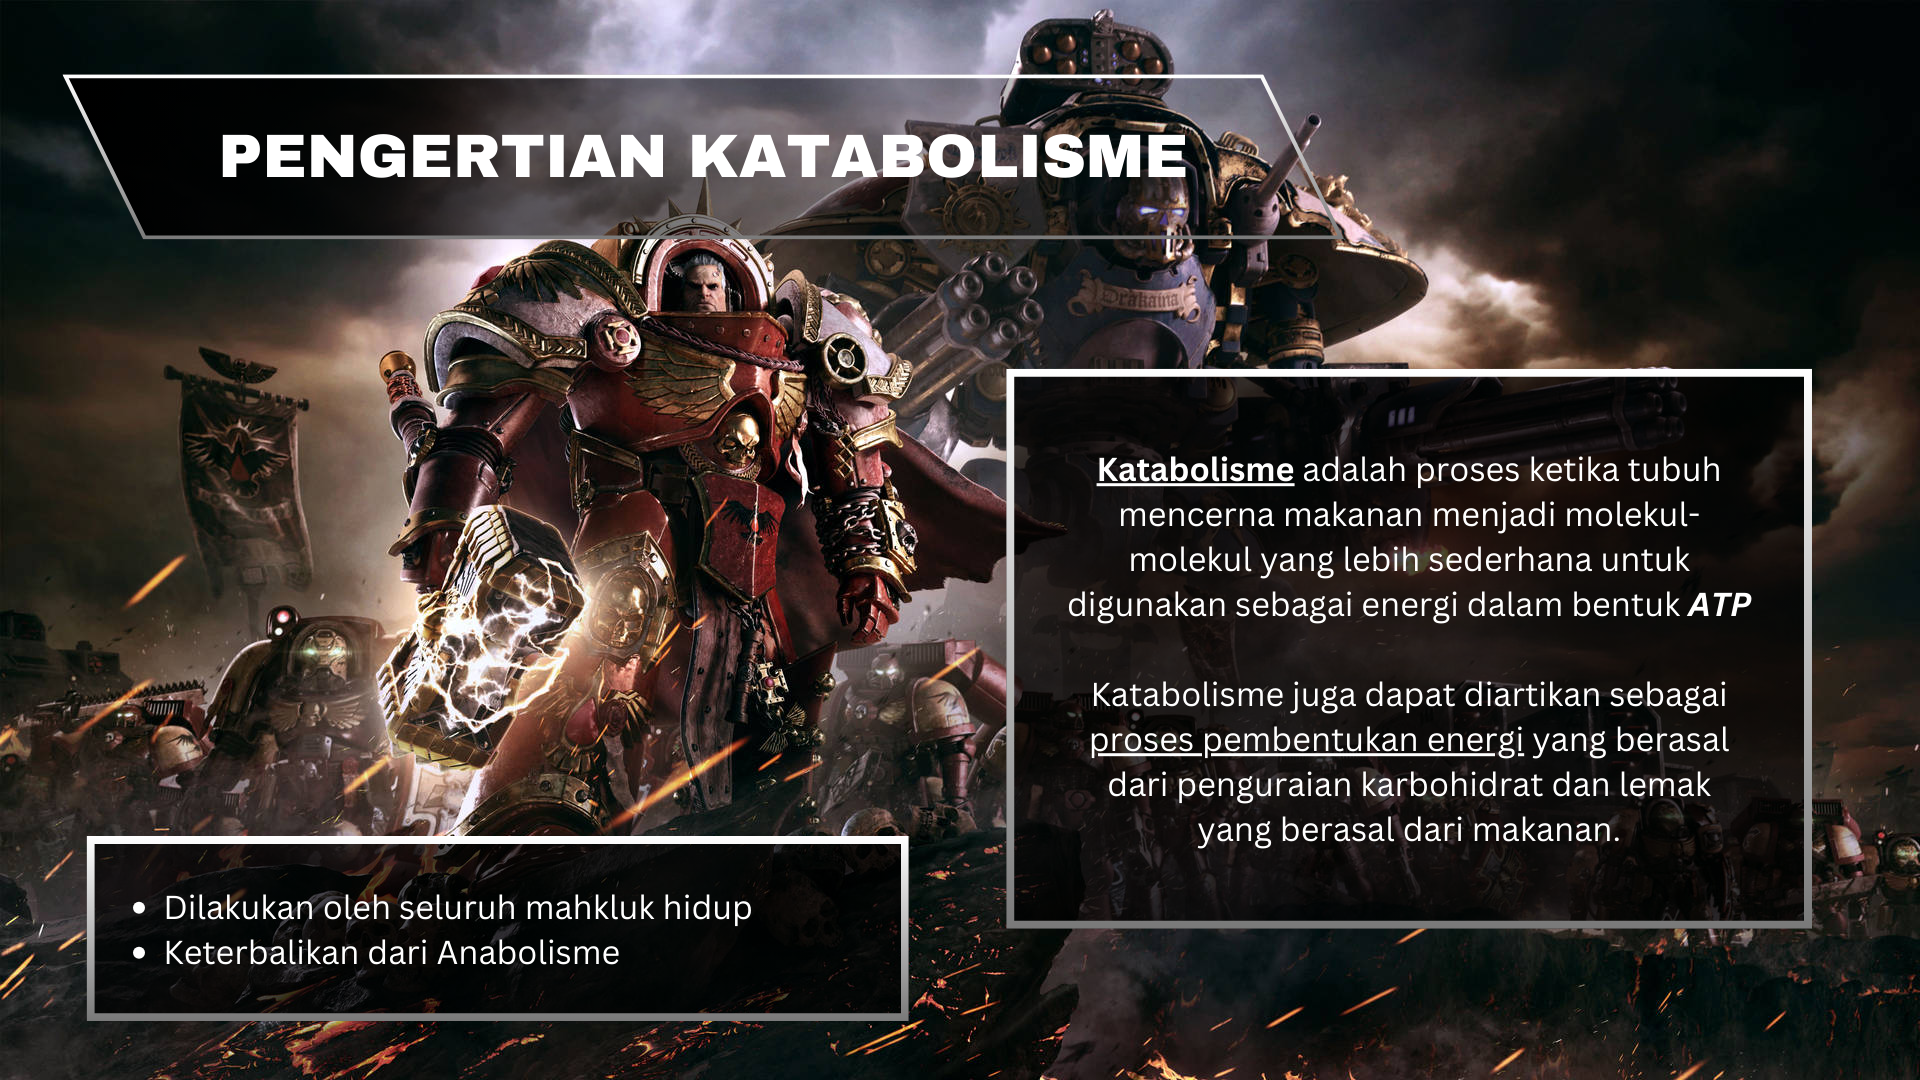 PENGERTIAN KATABOLISME
Drakaina
Katabolisme adalah proses ketika tubuh
mencerna makanan menjadi molekul-
molekul yang lebih sederhana untuk
digunakan sebagai energi dalam bentuk ATP
Katabolisme juga dapat diartikan sebagai
proses pembentukan energi yang berasal
dari penguraian karbohidrat dan lemak
yang berasal dari makanan.
• Dilakukan oleh seluruh mahkluk hidup
• Keterbalikan dari Anabolisme